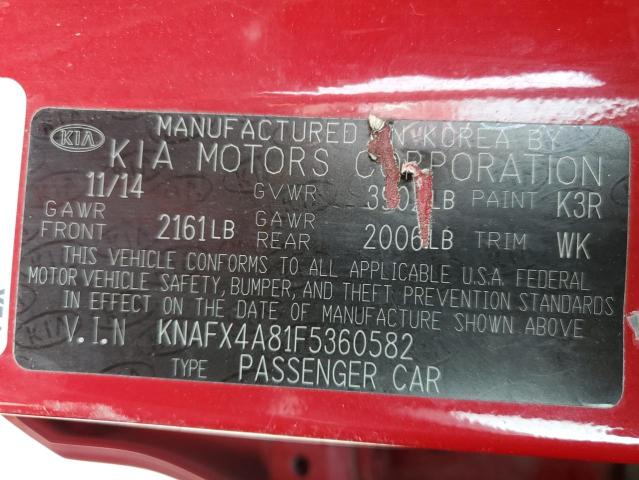 KIA
MANUFACTURED IN KOREA BY
KIA MOTORS CORPORATION
11/14 GVWR LB PAINT K3R
GAWR FRONT 2161LB GAWR REAR 2006LB TRIM WK
THIS VEHICLE CONFORMS TO ALL APPLICABLE U.S.A. FEDERAL
MOTOR VEHICLE SAFETY, BUMPER, AND THEFT PREVENTION STANDARDS
IN EFFECT ON THE DATE OF MANUFACTURE SHOWN ABOVE.
V.I.N KNAFX4A81F5360582
TYPE PASSENGER CAR